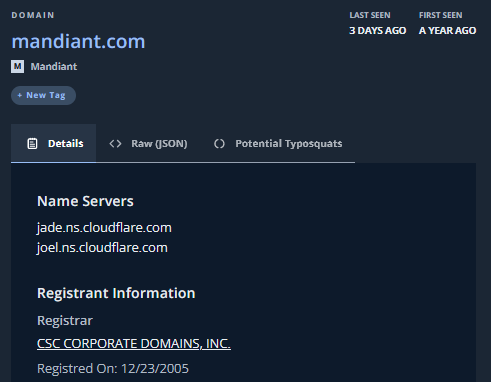 DOMAIN
LAST SEEN
FIRST SEEN
mandiant.com
3 DAYS AGO
A YEAR AGO
M Mandiant
+ New Tag
Details
Raw (JSON)
Potential Typosquats
Name Servers
jade.ns.cloudflare.com
joel.ns.cloudflare.com
Registrant Information
Registrar
CSC CORPORATE DOMAINS, INC.
Registred On: 12/23/2005